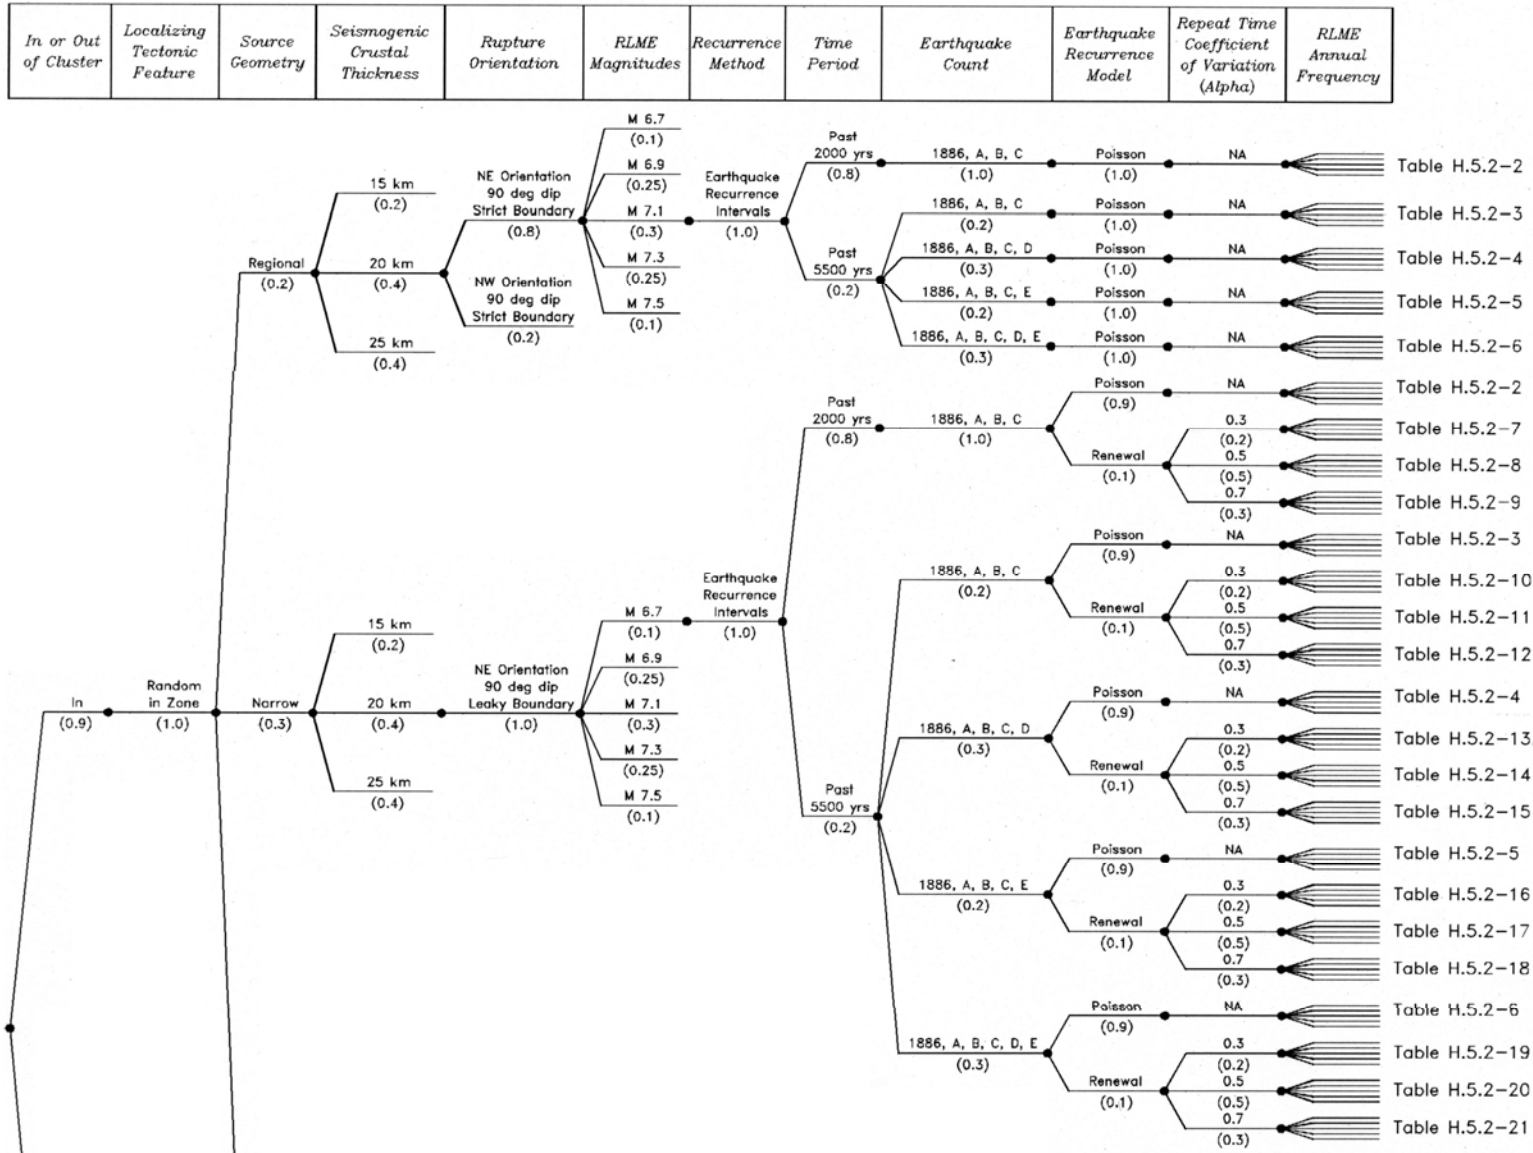 In or Out
of Cluster
Localizing
Tectonic
Feature
Source
Geometry
Seismogenic
Crustal
Thickness
Rupture
Orientation
RLME
Magnitudes
Recurrence
Method
Time
Period
Earthquake
Count
Earthquake
Recurrence
Model
Repeat Time
Coefficient
of Variation
(Alpha)
RLME
Annual
Frequency
In
(0.9)
Random
in Zone
(1.0)
Regional
(0.2)
15 km
(0.2)
20 km
(0.4)
25 km
(0.4)
NE Orientation
90 deg dip
Strict Boundary
(0.8)
NW Orientation
90 deg dip
Strict Boundary
(0.2)
M 6.7
(0.1)
M 6.9
(0.25)
M 7.1
(0.3)
M 7.3
(0.25)
M 7.5
(0.1)
Earthquake
Recurrence
Intervals
(1.0)
Past
2000 yrs
(0.8)
1886, A, B, C
(1.0)
Poisson
(1.0)
NA
Table H.5.2-2
Past
5500 yrs
(0.2)
1886, A, B, C
(0.2)
Poisson
(1.0)
NA
Table H.5.2-3
1886, A, B, C, D
(0.3)
Poisson
(1.0)
NA
Table H.5.2-4
1886, A, B, C, E
(0.2)
Poisson
(1.0)
NA
Table H.5.2-5
1886, A, B, C, D, E
(0.3)
Poisson
(1.0)
NA
Table H.5.2-6
Narrow
(0.3)
15 km
(0.2)
20 km
(0.4)
25 km
(0.4)
NE Orientation
90 deg dip
Leaky Boundary
(1.0)
M 6.7
(0.1)
M 6.9
(0.25)
M 7.1
(0.3)
M 7.3
(0.25)
M 7.5
(0.1)
Earthquake
Recurrence
Intervals
(1.0)
Past
2000 yrs
(0.8)
1886, A, B, C
(1.0)
Poisson
(0.9)
NA
Table H.5.2-2
Renewal
(0.1)
0.3
(0.2)
Table H.5.2-7
0.5
(0.5)
Table H.5.2-8
0.7
(0.3)
Table H.5.2-9
Past
5500 yrs
(0.2)
1886, A, B, C
(0.2)
Poisson
(0.9)
NA
Table H.5.2-3
Renewal
(0.1)
0.3
(0.2)
Table H.5.2-10
0.5
(0.5)
Table H.5.2-11
0.7
(0.3)
Table H.5.2-12
1886, A, B, C, D
(0.3)
Poisson
(0.9)
NA
Table H.5.2-4
Renewal
(0.1)
0.3
(0.2)
Table H.5.2-13
0.5
(0.5)
Table H.5.2-14
0.7
(0.3)
Table H.5.2-15
1886, A, B, C, E
(0.2)
Poisson
(0.9)
NA
Table H.5.2-5
Renewal
(0.1)
0.3
(0.2)
Table H.5.2-16
0.5
(0.5)
Table H.5.2-17
0.7
(0.3)
Table H.5.2-18
1886, A, B, C, D, E
(0.3)
Poisson
(0.9)
NA
Table H.5.2-6
Renewal
(0.1)
0.3
(0.2)
Table H.5.2-19
0.5
(0.5)
Table H.5.2-20
0.7
(0.3)
Table H.5.2-21